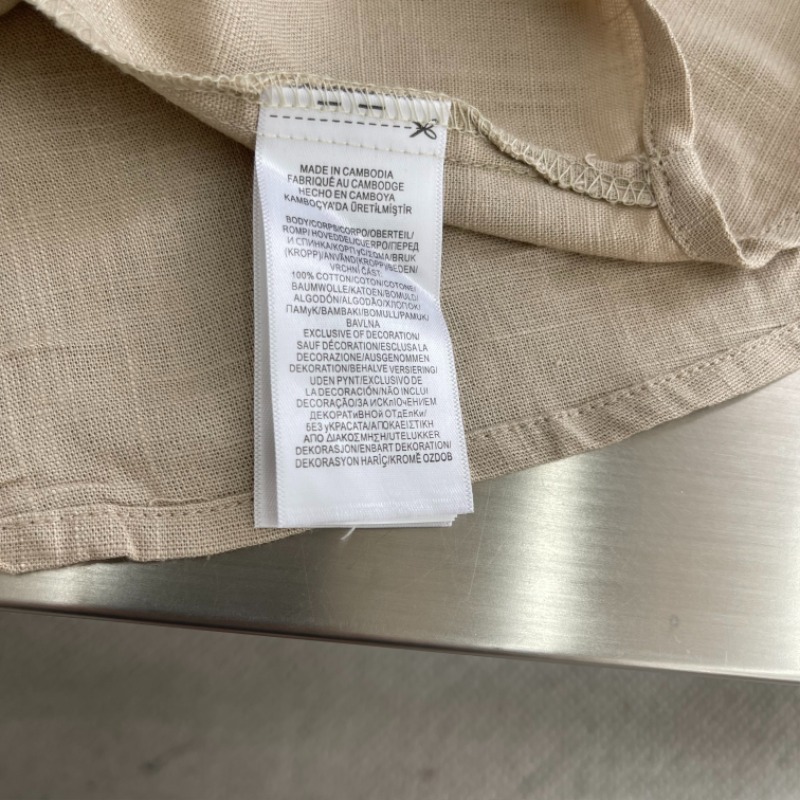 MADE IN CAMBODIA
FABRIQUÉ AU CAMBODGE
HECHO EN CAMBOYA
KAMBOÇYA'DA ÜRETİLMİŞTİR
BODY/CORPS/CORPO/OBERTEIL/
ROMP/HOVEDDEL/CUERPO/ПЕРЕД
И СПИНКА/КОРПУС/ΣΩΜΑ/BRUK
(KROPP)/ANVÄND(KROPP)/BEDEN/
VRCHNÍ ČÁST:
100% COTTON/COTON/COTONE/
BAUMWOLLE/KATOEN/BOMULD/
ALGODÓN/ALGODÃO/ХЛОПОК/
ПАМуК/ΒΑΜΒΑΚΙ/BOMULL/PAMUK/
BAVLNA
EXCLUSIVE OF DECORATION/
SAUF DÉCORATION/ESCLUSA LA
DECORAZIONE/AUSGENOMMEN
DEKORATION/BEHALVE VERSIERING/
UDEN PYNT/EXCLUSIVO DE
LA DECORACIÓN/NÃO INCLUI
DECORAÇÃO/ЗА ИСКлЮЧЕНИЕМ
ДЕКОРАТиВНОЙ ОТдЕлКи/
БЕЗ уКРАСАТА/ΑΠΟΚΛΕΙΣΤΙΚΗ
ΑΠΟ ΔΙΑΚΟΣΜΗΣΗ/UTELUKKER
DEKORASJON/ENBART DEKORATION/
DEKORASYON HARİÇ/KROMĚ OZDOB